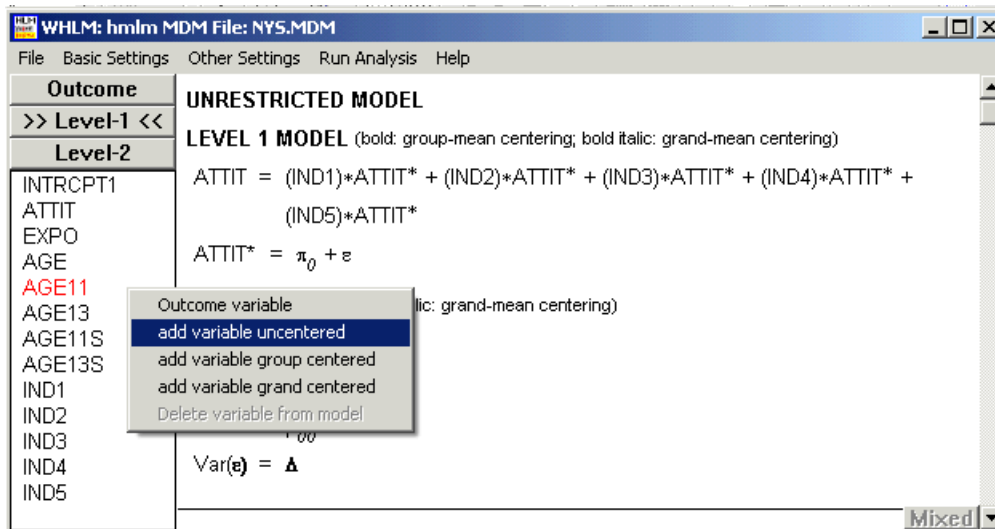 WHLM: hmlm MDM File: NYS.MDM
File Basic Settings Other Settings Run Analysis Help
Outcome
>> Level-1 <<
Level-2
INTRCPT1
ATTIT
EXPO
AGE
AGE11
AGE13
AGE11S
AGE13S
IND1
IND2
IND3
IND4
IND5
UNRESTRICTED MODEL
LEVEL 1 MODEL (bold: group-mean centering; bold italic: grand-mean centering)
ATTIT = (IND1)*ATTIT* + (IND2)*ATTIT* + (IND3)*ATTIT* + (IND4)*ATTIT* +
(IND5)*ATTIT*
ATTIT* = π0 + ε
lic: grand-mean centering)
Outcome variable
add variable uncentered
add variable group centered
add variable grand centered
Delete variable from model
00
Var(ε) = Δ
Mixed